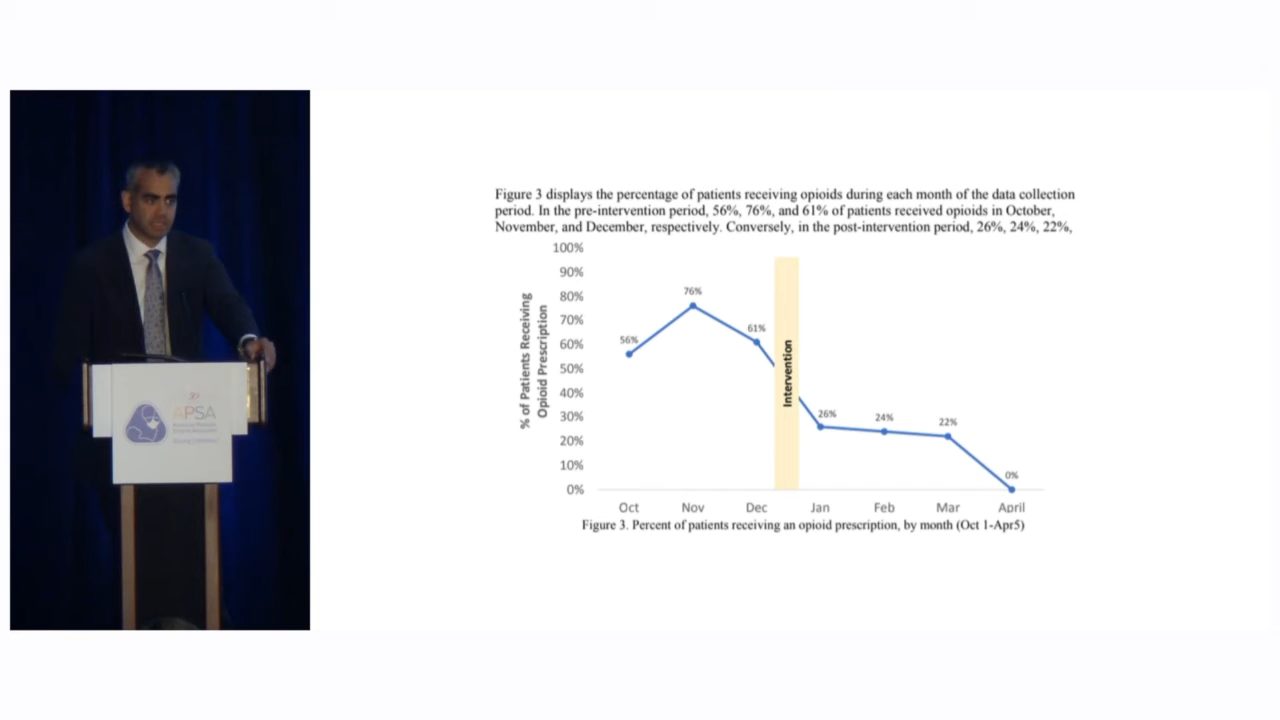 Figure 3 displays the percentage of patients receiving opioids during each month of the data collection
period. In the pre-intervention period, 56%, 76%, and 61% of patients received opioids in October,
November, and December, respectively. Conversely, in the post-intervention period, 26%, 24%, 22%,
100%
90%
80%
70%
60%
50%
40%
30%
20%
10%
0%
% of Patients Receiving
Opioid Prescription
56%
76%
61%
Intervention
26%
24%
22%
0%
Oct Nov Dec Jan Feb Mar April
Figure 3. Percent of patients receiving an opioid prescription, by month (Oct 1-Apr5)
APSA